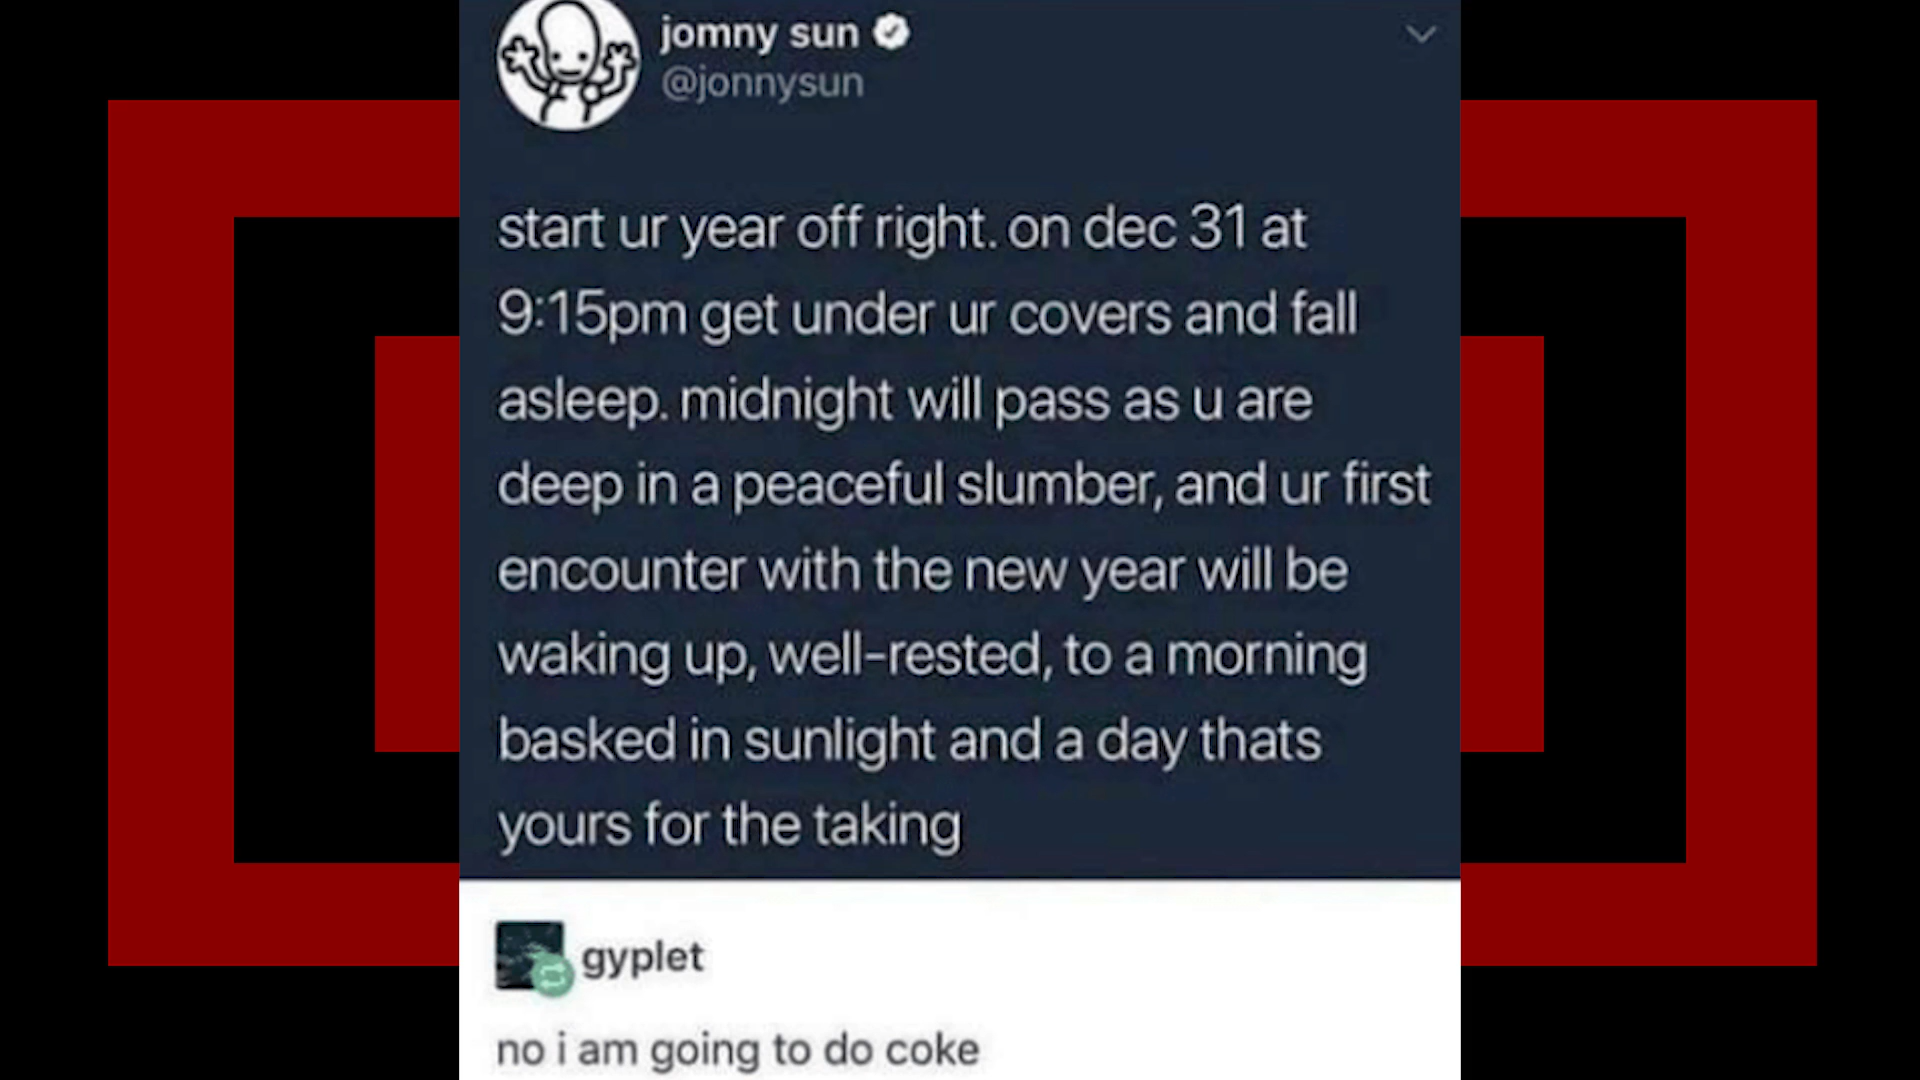 jomny sun
@jonnysun
start ur year off right. on dec 31 at
9:15pm get under ur covers and fall
asleep. midnight will pass as u are
deep in a peaceful slumber, and ur first
encounter with the new year will be
waking up, well-rested, to a morning
basked in sunlight and a day thats
yours for the taking
gyplet
no i am going to do coke